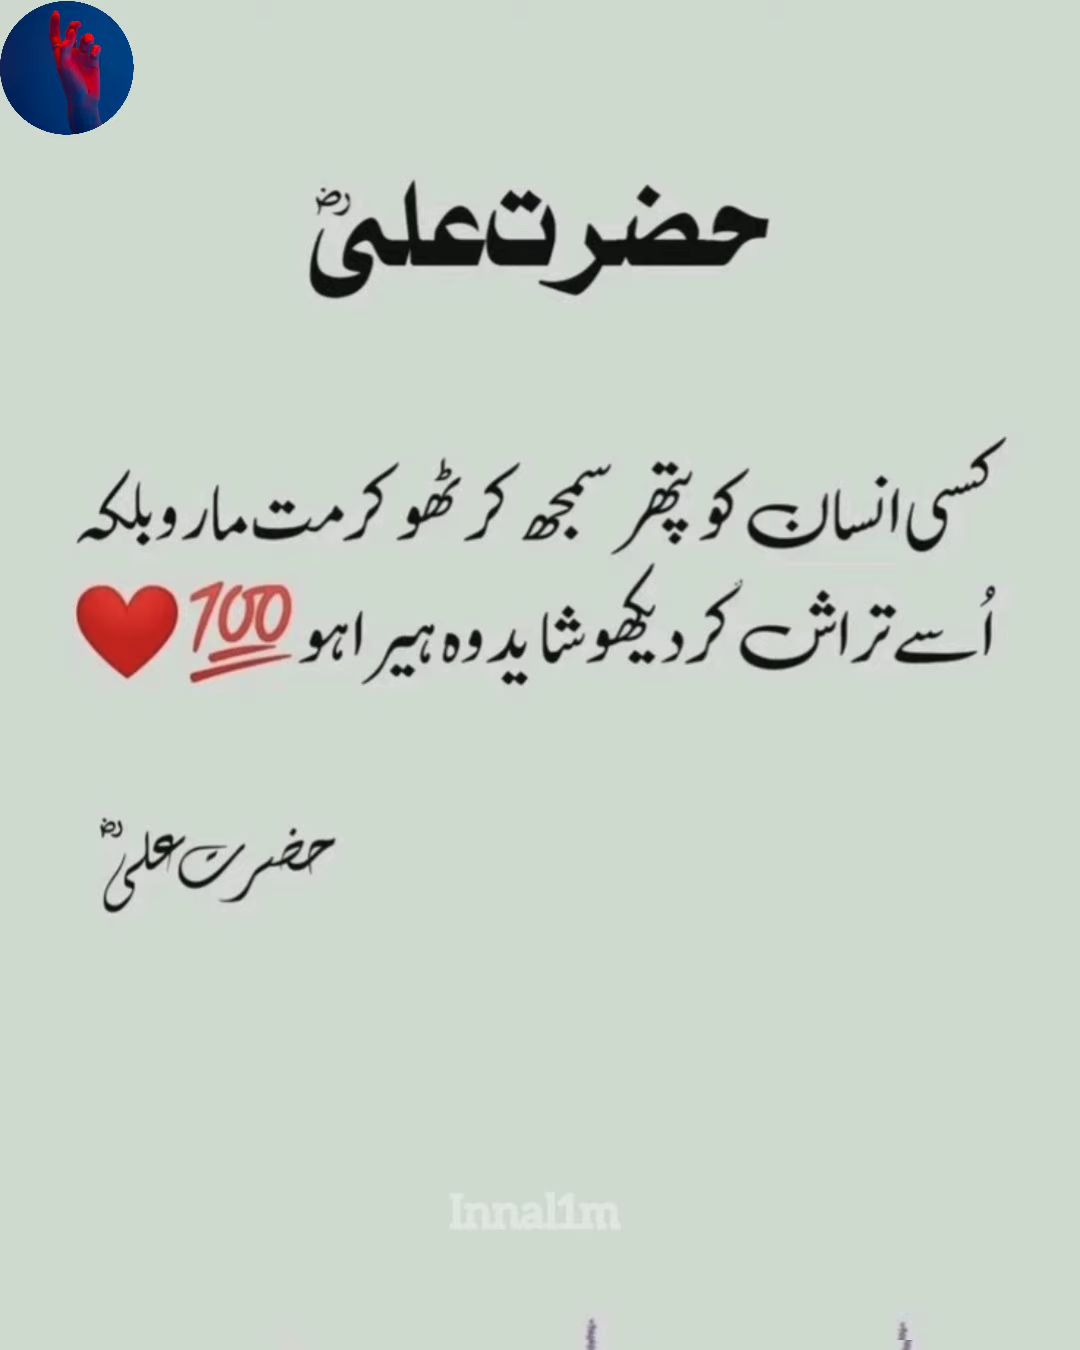 حضرت علیؓ
کسی انسان کو پتھر سمجھ کر ٹھوکر مت مارو بلکہ
اُسے تراش کر دیکھو شاید وہ ہیرا ہو 💯❤️
حضرت علیؓ
Innal1m